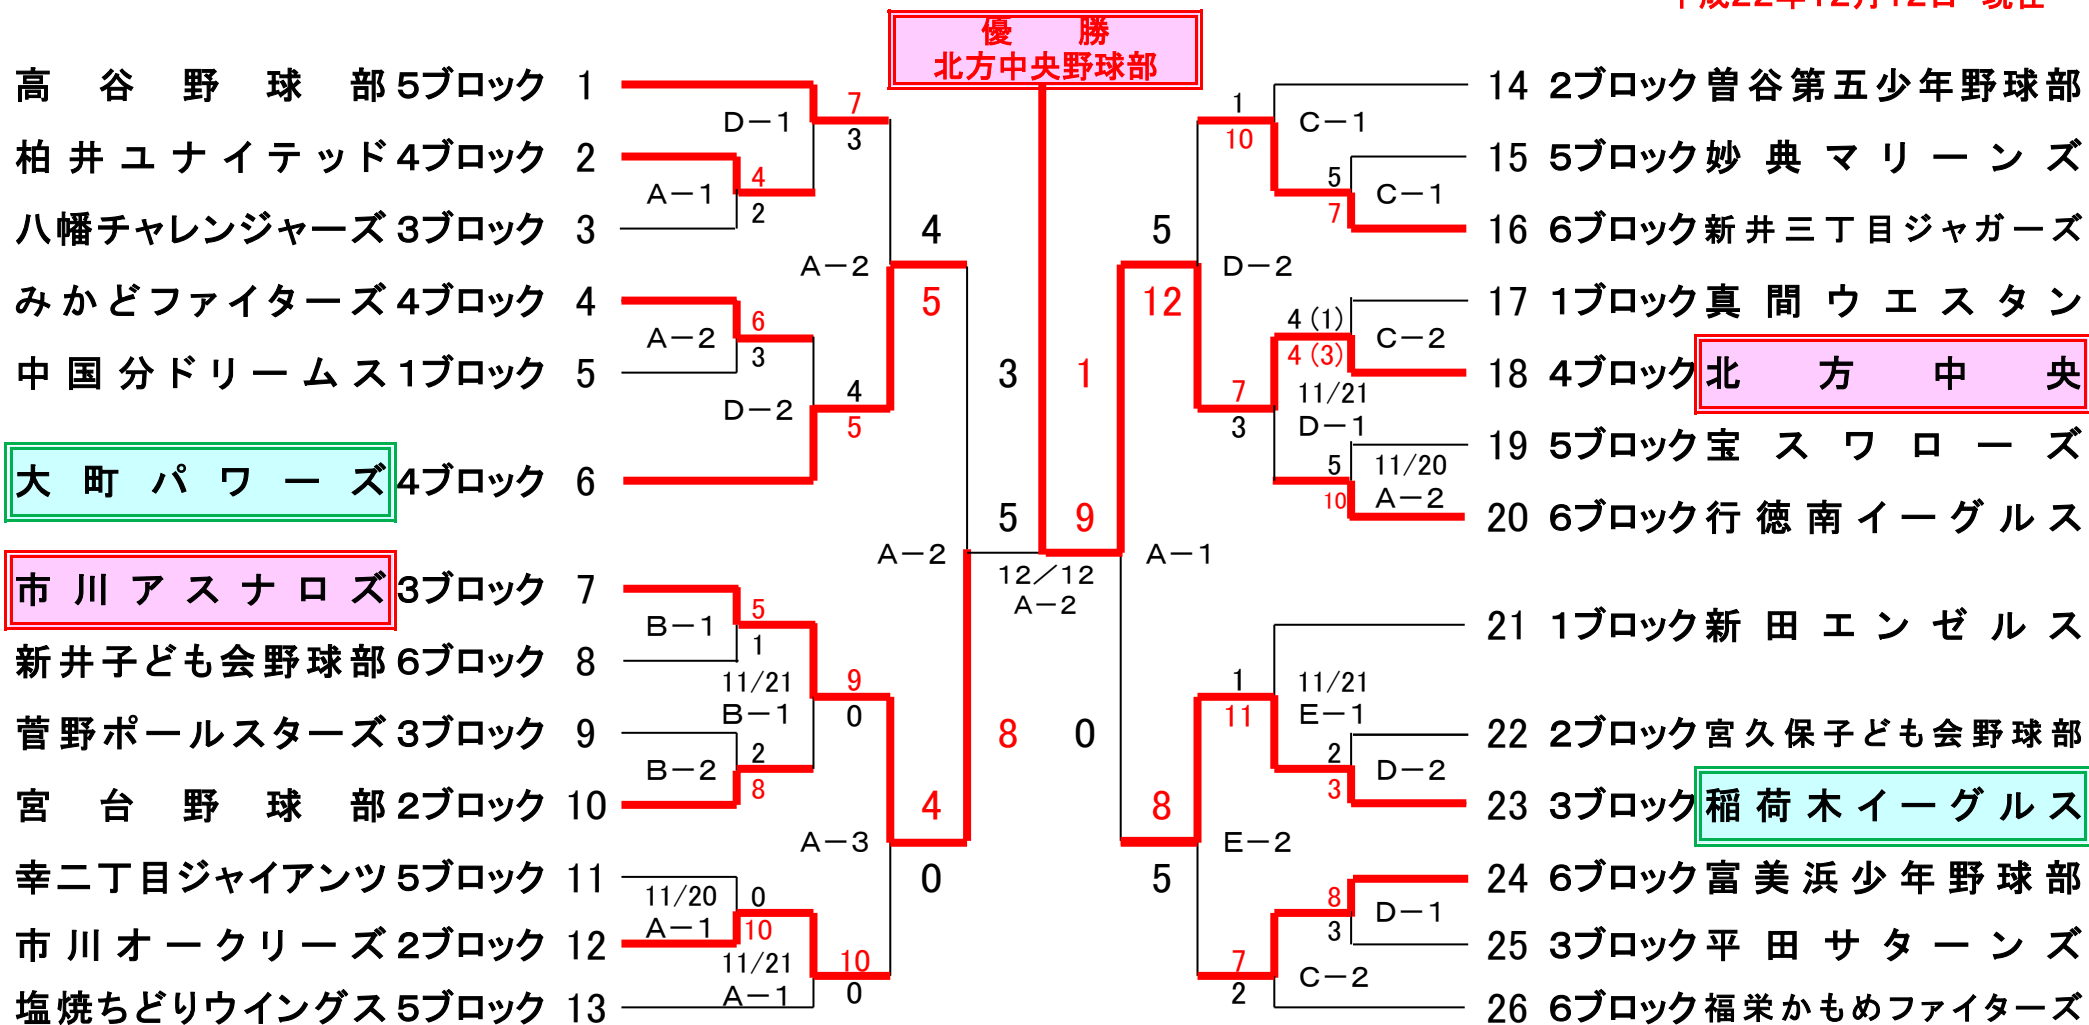 平成22年12月12日 現在
優 勝
北方中央野球部
高谷野球部 5ブロック 1
柏井ユナイテッド 4ブロック 2
八幡チャレンジャーズ 3ブロック 3
みかどファイターズ 4ブロック 4
中国分ドリームス 1ブロック 5
大町パワーズ 4ブロック 6
市川アスナロズ 3ブロック 7
新井子ども会野球部 6ブロック 8
菅野ポールスターズ 3ブロック 9
宮台野球部 2ブロック 10
幸二丁目ジャイアンツ 5ブロック 11
市川オークリーズ 2ブロック 12
塩焼ちどりウイングス 5ブロック 13
A-1
4
2
A-2
6
3
B-1
5
1
B-2
2
8
11/20
A-1
0
10
D-1
7
3
D-2
4
5
11/21
B-1
9
0
11/21
A-1
10
0
A-2
4
5
A-3
4
0
A-2
3
8
5
9
12/12
A-2
1
0
A-1
5
12
D-2
8
5
E-2
1
10
C-1
7
3
11/21
D-1
1
11
11/21
E-1
7
2
C-2
5
7
C-1
4(1)
4(3)
C-2
5
10
11/20
A-2
2
3
D-2
8
3
D-1
14 2ブロック 曽谷第五少年野球部
15 5ブロック 妙典マリーンズ
16 6ブロック 新井三丁目ジャガーズ
17 1ブロック 真間ウエスタン
18 4ブロック 北方中央
19 5ブロック 宝スワローズ
20 6ブロック 行徳南イーグルス
21 1ブロック 新田エンゼルス
22 2ブロック 宮久保子ども会野球部
23 3ブロック 稲荷木イーグルス
24 6ブロック 富美浜少年野球部
25 3ブロック 平田サターンズ
26 6ブロック 福栄かもめファイターズ